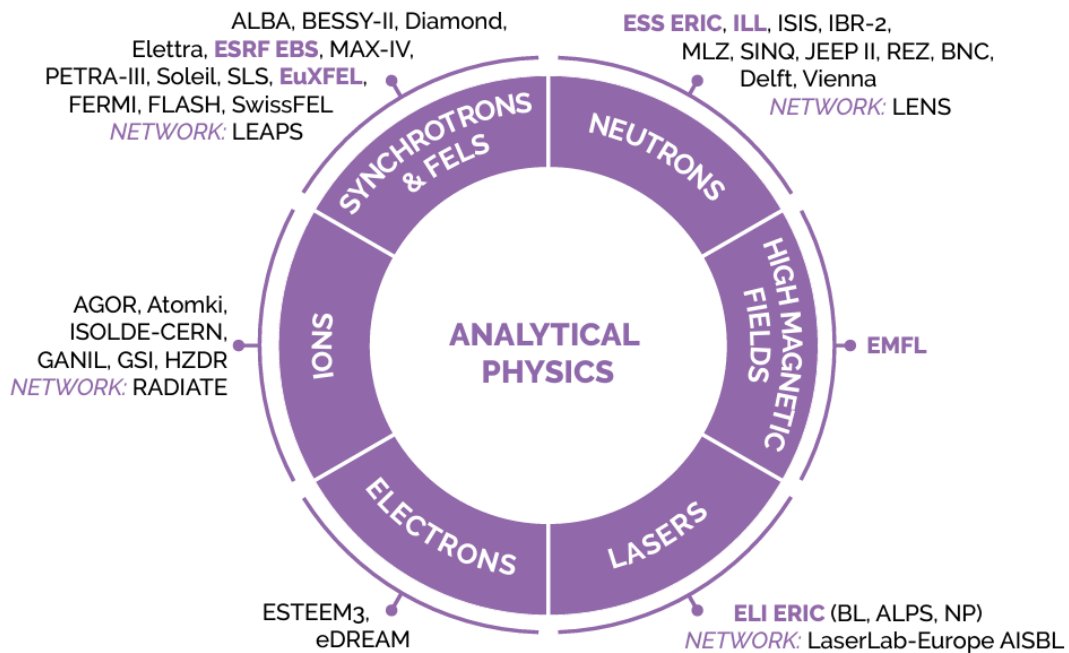 ALBA, BESSY-II, Diamond,
Elettra, ESRF EBS, MAX-IV,
PETRA-III, Soleil, SLS, EuXFEL,
FERMI, FLASH, SwissFEL
NETWORK: LEAPS
ESS ERIC, ILL, ISIS, IBR-2,
MLZ, SINQ, JEEP II, REZ, BNC,
Delft, Vienna
NETWORK: LENS
SYNCHROTRONS
& FELS
NEUTRONS
HIGH MAGNETIC
FIELDS
EMFL
AGOR, Atomki,
ISOLDE-CERN,
GANIL, GSI, HZDR
NETWORK: RADIATE
IONS
ANALYTICAL
PHYSICS
ELECTRONS
LASERS
ESTEEM3,
eDREAM
ELI ERIC (BL, ALPS, NP)
NETWORK: LaserLab-Europe AISBL